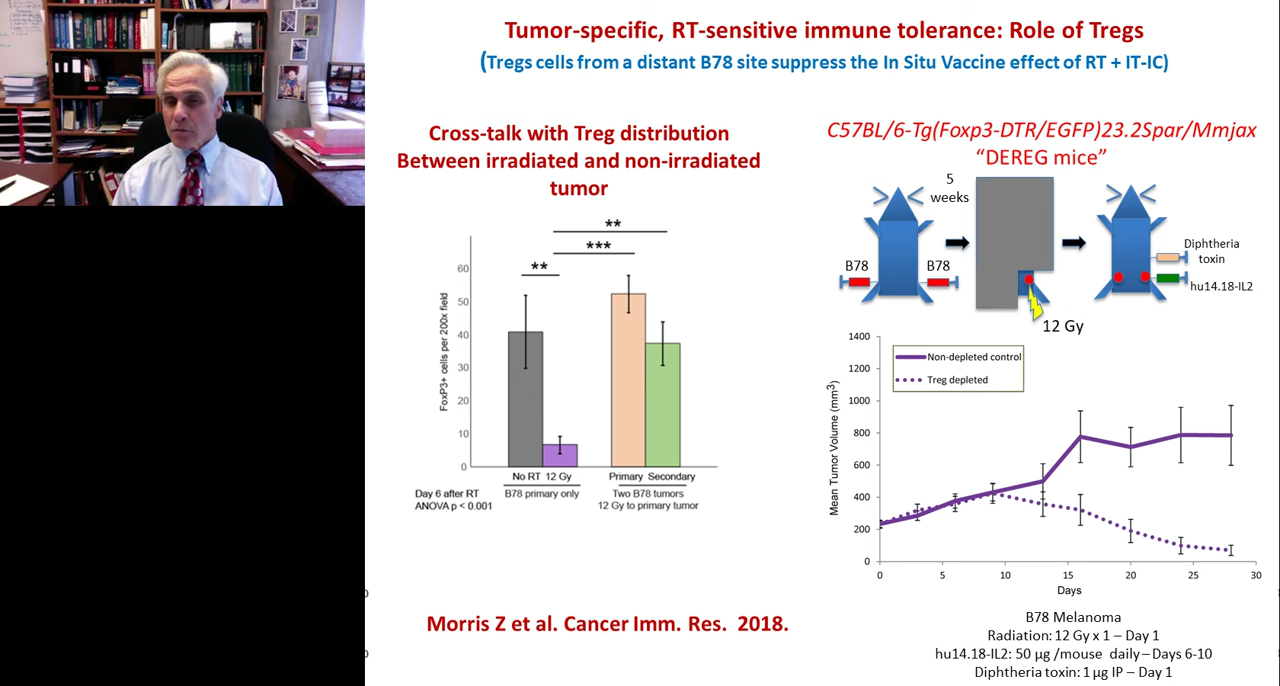 Tumor-specific, RT-sensitive immune tolerance: Role of Tregs
(Tregs cells from a distant B78 site suppress the In Situ Vaccine effect of RT + IT-IC)
Cross-talk with Treg distribution
Between irradiated and non-irradiated
tumor
**
***
**
FoxP3+ cells per 200x field
60
50
40
30
20
10
0
No RT 12 Gy
Primary Secondary
B78 primary only
Two B78 tumors
12 Gy to primary tumor
Day 6 after RT
ANOVA p < 0.001
Morris Z et al. Cancer Imm. Res. 2018.
C57BL/6-Tg(Foxp3-DTR/EGFP)23.2Spar/Mmjax
“DEREG mice”
5
weeks
B78
B78
12 Gy
Diphtheria
toxin
hu14.18-IL2
Mean Tumor Volume (mm3)
1400
1200
1000
800
600
400
200
0
Non-depleted control
Treg depleted
0 5 10 15 20 25 30
Days
B78 Melanoma
Radiation: 12 Gy x 1 – Day 1
hu14.18-IL2: 50 µg /mouse daily – Days 6-10
Diphtheria toxin: 1 µg IP – Day 1